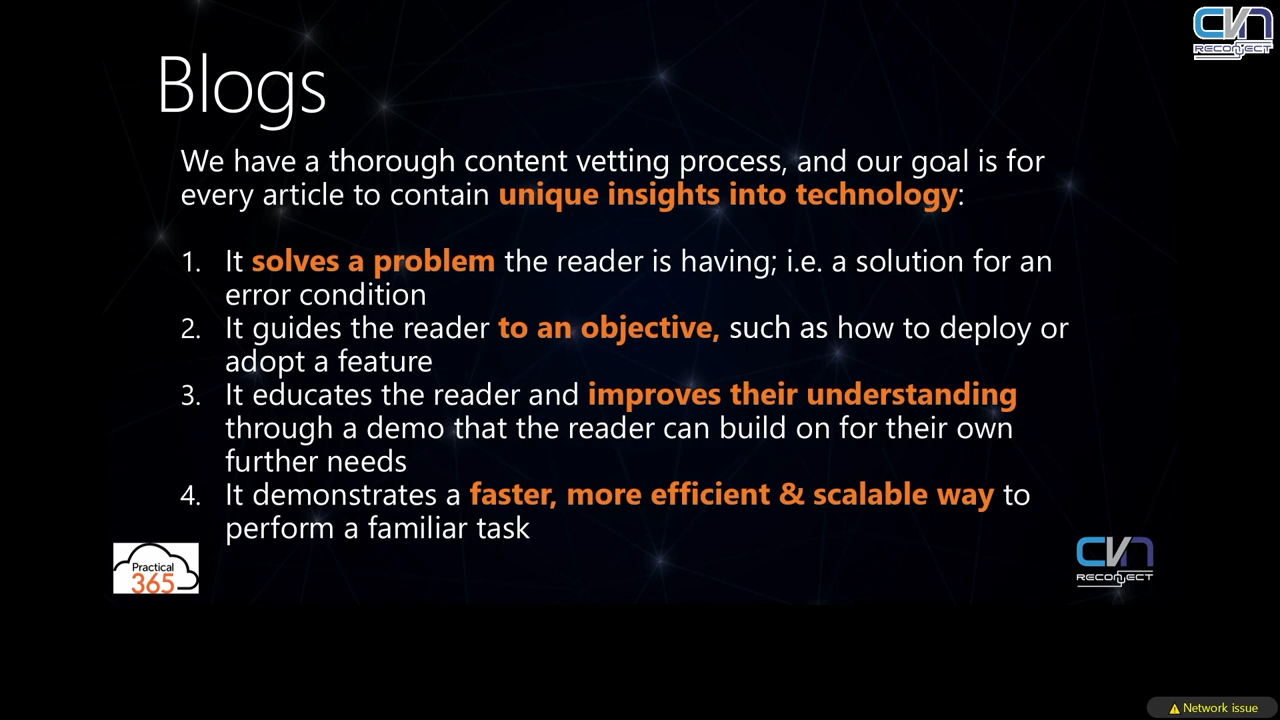 CVN
RECONJECT
Blogs
We have a thorough content vetting process, and our goal is for
every article to contain unique insights into technology:
1. It solves a problem the reader is having; i.e. a solution for an
error condition
2. It guides the reader to an objective, such as how to deploy or
adopt a feature
3. It educates the reader and improves their understanding
through a demo that the reader can build on for their own
further needs
4. It demonstrates a faster, more efficient & scalable way to
perform a familiar task
Practical
365
CVN
RECONJECT
Network issue